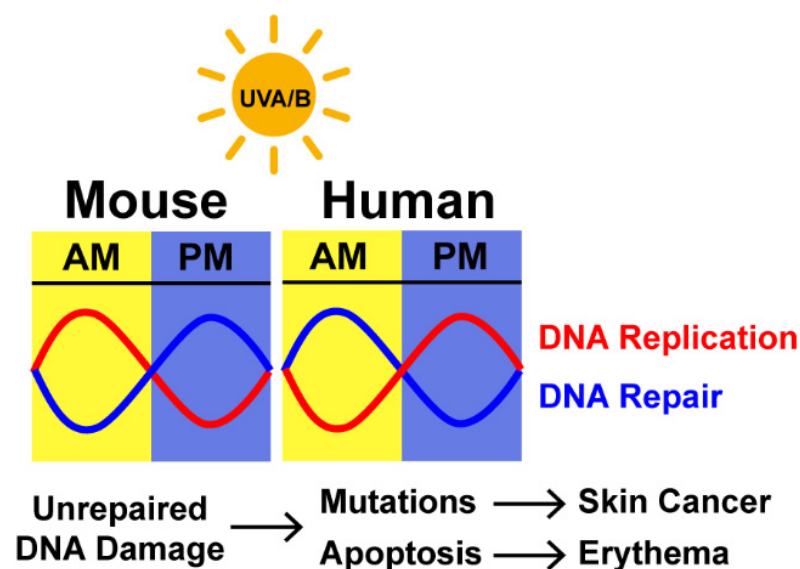 UVA/B
Mouse Human
AM PM AM PM
DNA Replication
DNA Repair
Unrepaired
DNA Damage
Mutations Skin Cancer
Apoptosis Erythema